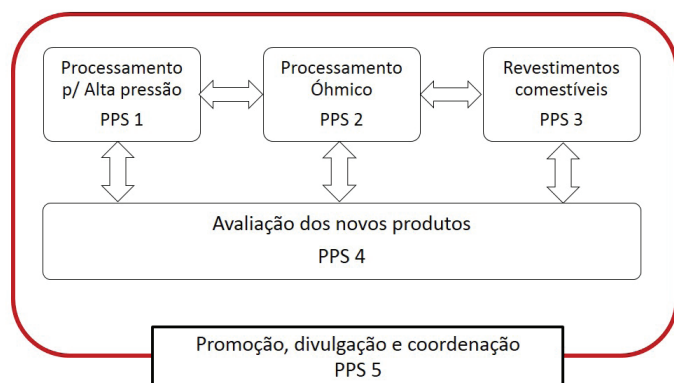 Processamento
p/ Alta pressão
PPS 1
Processamento
Óhmico
PPS 2
Revestimentos
comestíveis
PPS 3
Avaliação dos novos produtos
PPS 4
Promoção, divulgação e coordenação
PPS 5